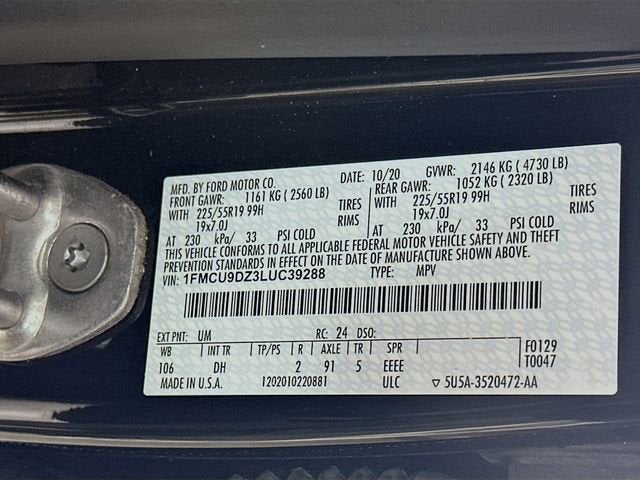 MFD. BY FORD MOTOR CO. DATE: 10/20 GVWR: 2146 KG ( 4730 LB)
FRONT GAWR: 1161 KG ( 2560 LB) REAR GAWR: 1052 KG ( 2320 LB)
WITH 225/55R19 99H TIRES WITH 225/55R19 99H TIRES
19x7.0J RIMS 19x7.0J RIMS
AT 230 kPa/ 33 PSI COLD AT 230 kPa/ 33 PSI COLD
THIS VEHICLE CONFORMS TO ALL APPLICABLE FEDERAL MOTOR VEHICLE SAFETY AND THEFT
PREVENTION STANDARDS IN EFFECT ON THE DATE OF MANUFACTURE SHOWN ABOVE.
VIN: 1FMCU9DZ3LUC39288 TYPE: MPV
EXT PNT: UM RC: 24 DSO:
WB INT TR TP/PS R AXLE TR SPR F0129
106 DH 2 91 5 EEEE T0047
MADE IN U.S.A. 1202010220881 ULC ▽ 5U5A-3520472-AA